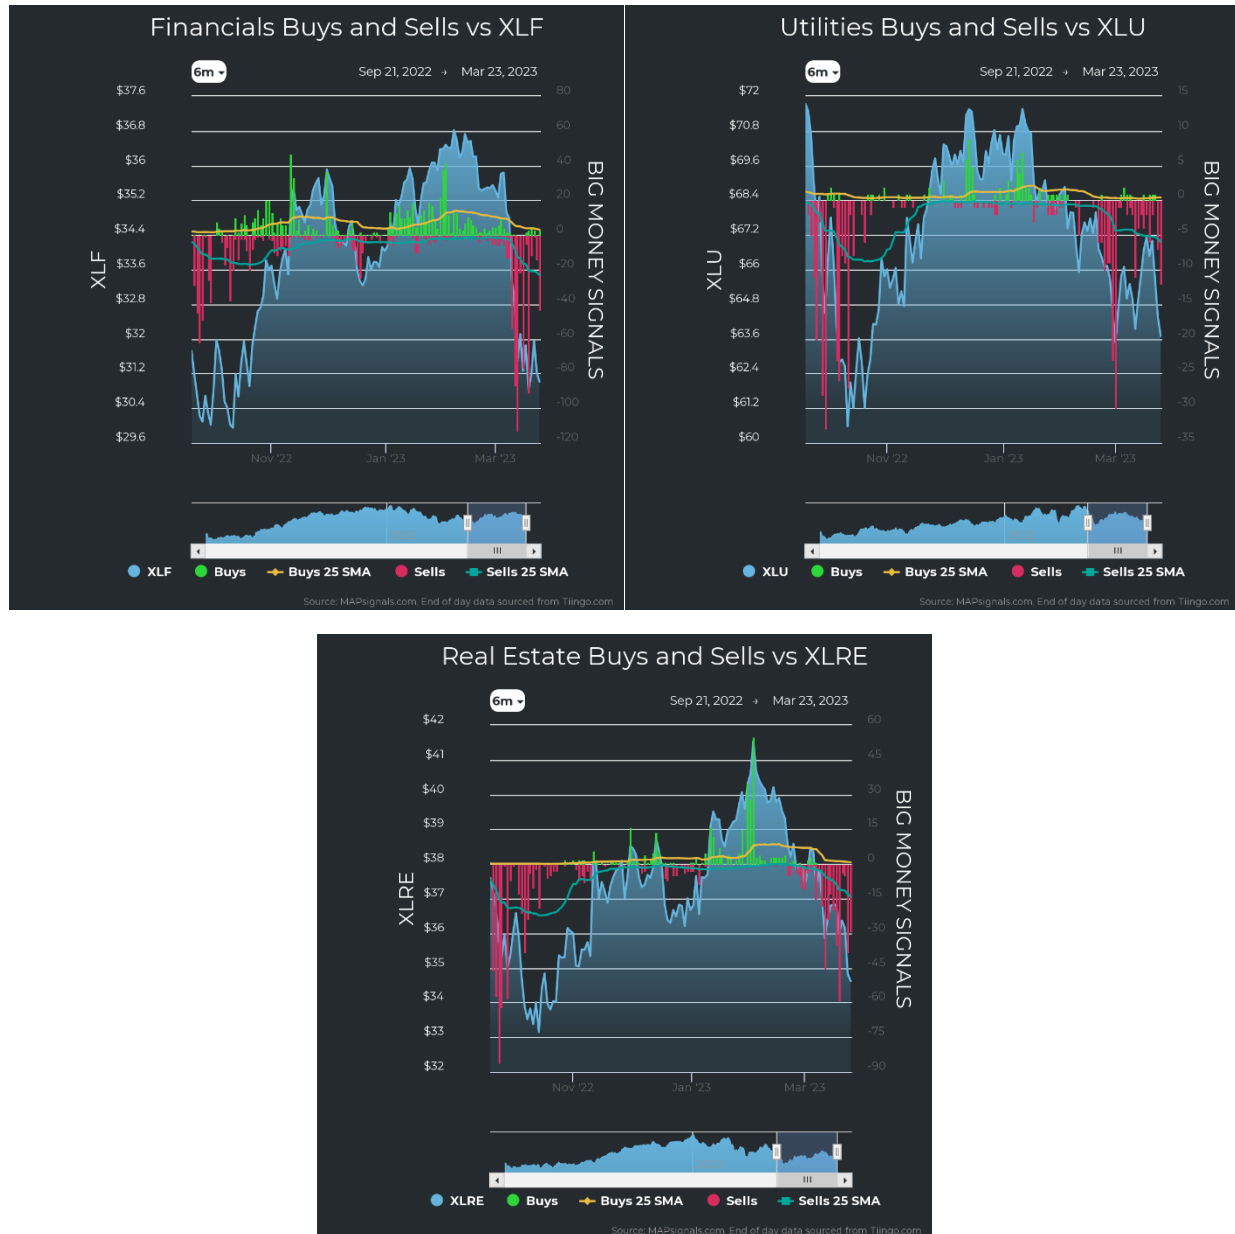 Financials Buys and Sells vs XLF
6m
Sep 21, 2022 → Mar 23, 2023
$37.6
$36.8
$36
$35.2
$34.4
$33.6
$32.8
$32
$31.2
$30.4
$29.6
XLF
80
60
40
20
0
-20
-40
-60
-80
-100
-120
BIG MONEY SIGNALS
Nov '22 Jan '23 Mar '23
XLF Buys Buys 25 SMA Sells Sells 25 SMA
Source: MAPsignals.com, End of day data sourced from Tiingo.com
Utilities Buys and Sells vs XLU
6m
Sep 21, 2022 → Mar 23, 2023
$72
$70.8
$69.6
$68.4
$67.2
$66
$64.8
$63.6
$62.4
$61.2
$60
XLU
15
10
5
0
-5
-10
-15
-20
-25
-30
-35
BIG MONEY SIGNALS
Nov '22 Jan '23 Mar '23
XLU Buys Buys 25 SMA Sells Sells 25 SMA
Source: MAPsignals.com, End of day data sourced from Tiingo.com
Real Estate Buys and Sells vs XLRE
6m
Sep 21, 2022 → Mar 23, 2023
$42
$41
$40
$39
$38
$37
$36
$35
$34
$33
$32
XLRE
60
45
30
15
0
-15
-30
-45
-60
-75
-90
BIG MONEY SIGNALS
Nov '22 Jan '23 Mar '23
XLRE Buys Buys 25 SMA Sells Sells 25 SMA
Source: MAPsignals.com, End of day data sourced from Tiingo.com